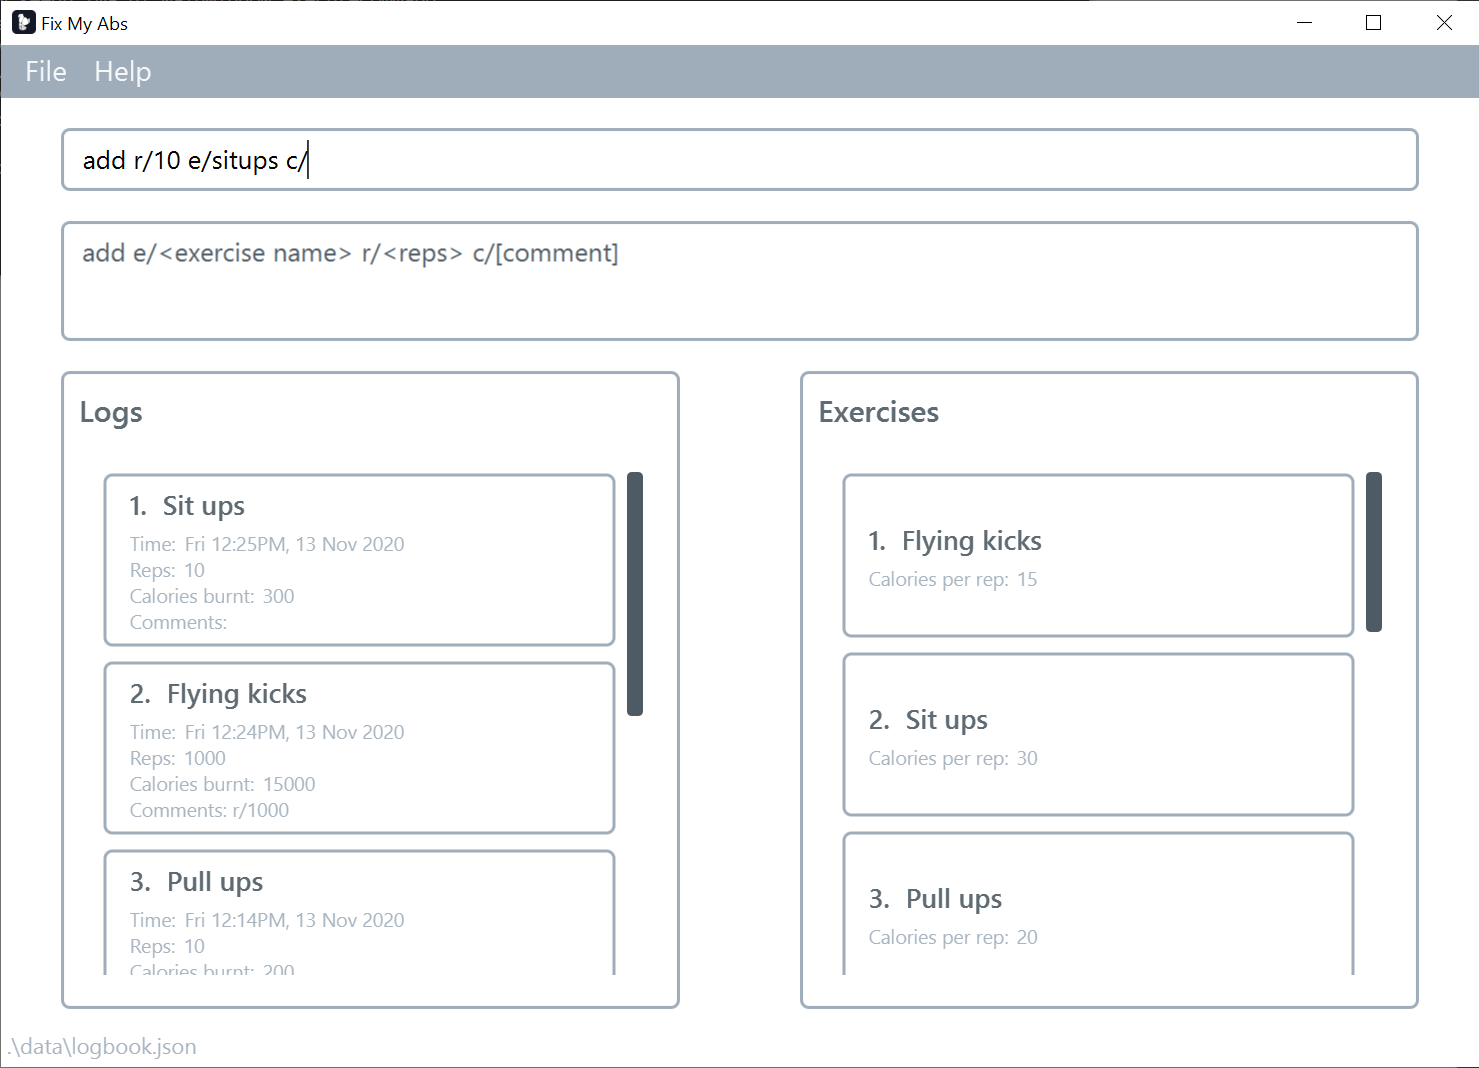 Fix My Abs
File Help
add r/10 e/situps c/
add e/<exercise name> r/<reps> c/[comment]
Logs
1. Sit ups
Time: Fri 12:25PM, 13 Nov 2020
Reps: 10
Calories burnt: 300
Comments:
2. Flying kicks
Time: Fri 12:24PM, 13 Nov 2020
Reps: 1000
Calories burnt: 15000
Comments: r/1000
3. Pull ups
Time: Fri 12:14PM, 13 Nov 2020
Reps: 10
Calories burnt: 200
Exercises
1. Flying kicks
Calories per rep: 15
2. Sit ups
Calories per rep: 30
3. Pull ups
Calories per rep: 20
.\data\logbook.json